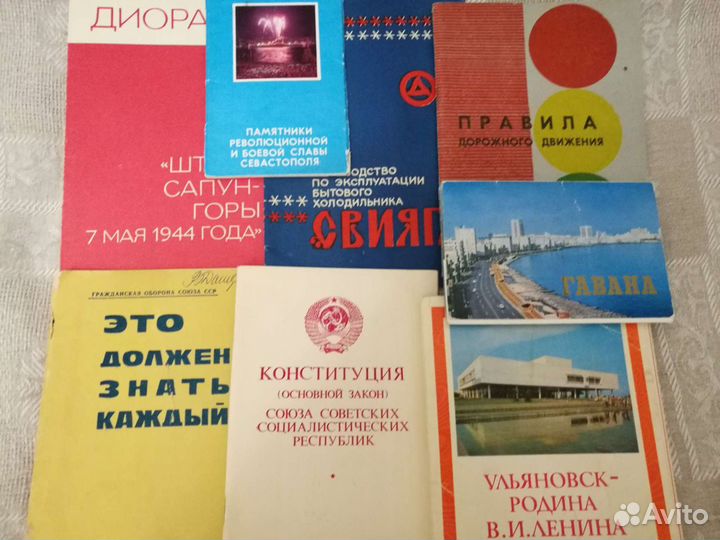 ДИОРА
«ШТ
САПУН-
ГОРЫ
7 МАЯ 1944 ГОДА»
ПАМЯТНИКИ
РЕВОЛЮЦИОННОЙ
И БОЕВОЙ СЛАВЫ
СЕВАСТОПОЛЯ
ВОДСТВО
ПО ЭКСПЛУАТАЦИИ
БЫТОВОГО
ХОЛОДИЛЬНИКА
СВИЯГ
ПРАВИЛА
ДОРОЖНОГО ДВИЖЕНИЯ
ГАВАНА
ГРАЖДАНСКАЯ ОБОРОНА СОЮЗА ССР
ЭТО
ДОЛЖЕН
ЗНАТЬ
КАЖДЫЙ
КОНСТИТУЦИЯ
(ОСНОВНОЙ ЗАКОН)
СОЮЗА СОВЕТСКИХ
СОЦИАЛИСТИЧЕСКИХ
РЕСПУБЛИК
УЛЬЯНОВСК-
РОДИНА
В.И.ЛЕНИНА
Avito